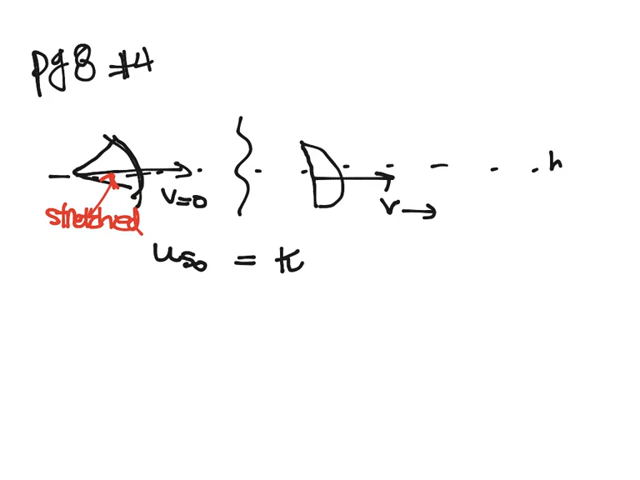 pg 8 #4
h
v=0
v →
stretched
Us₀ = k